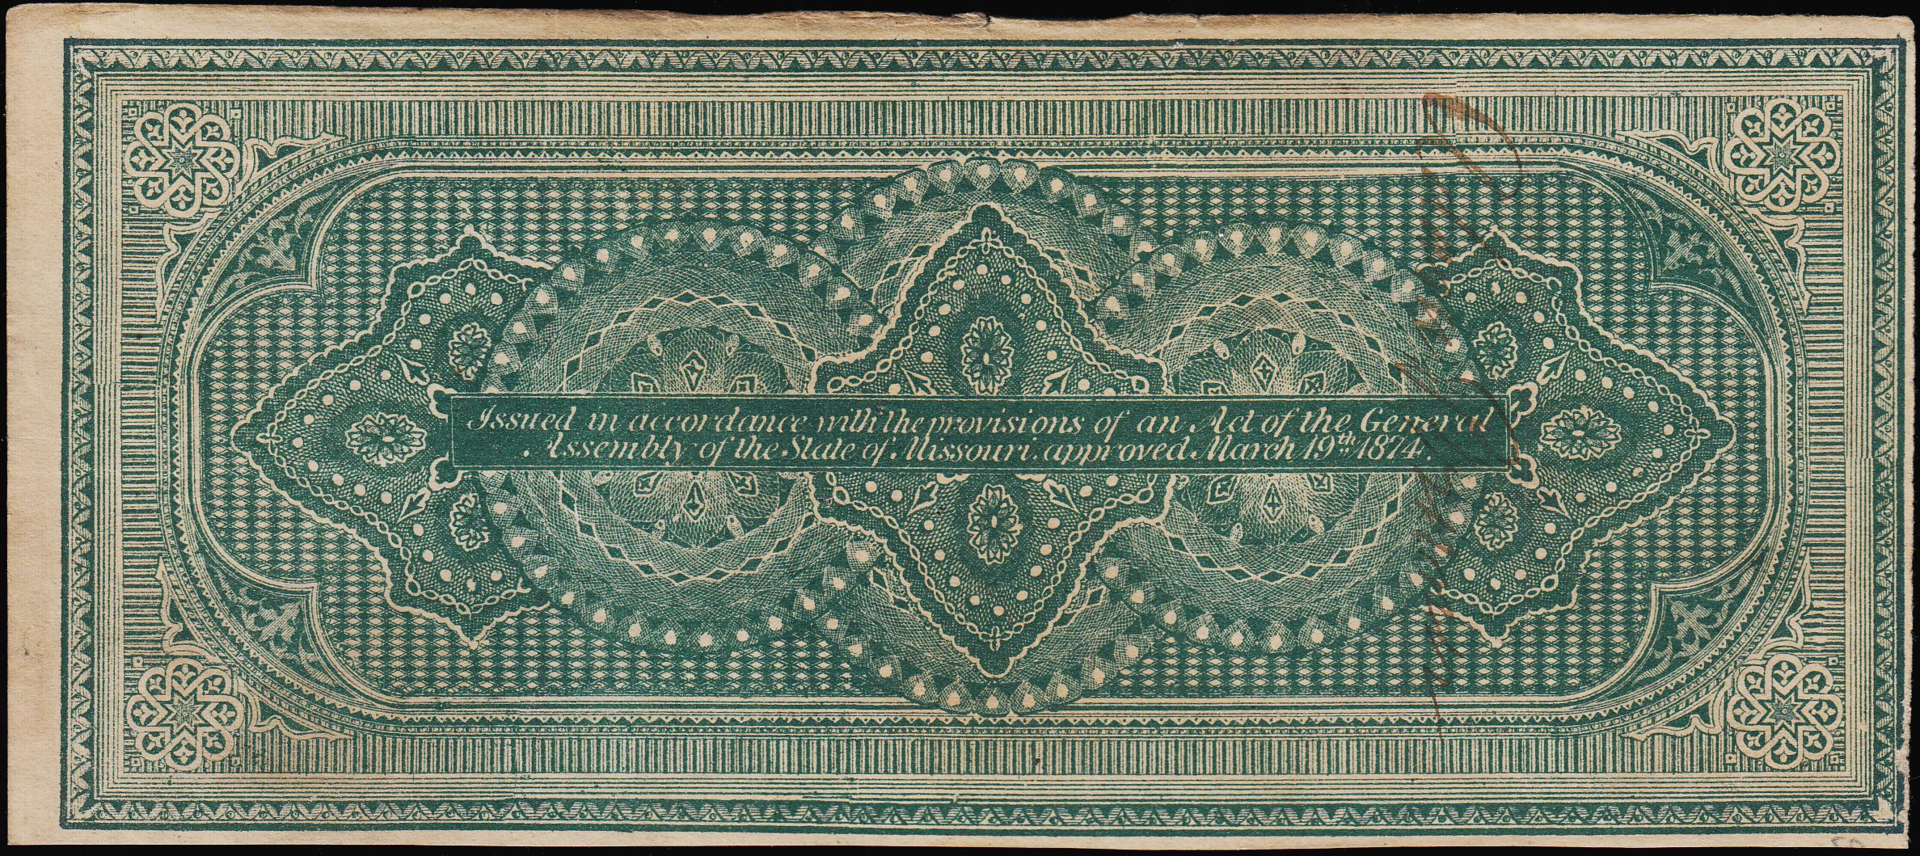 Issued in accordance with the provisions of an Act of the General
Assembly of the State of Missouri. approved March 19th 1874.